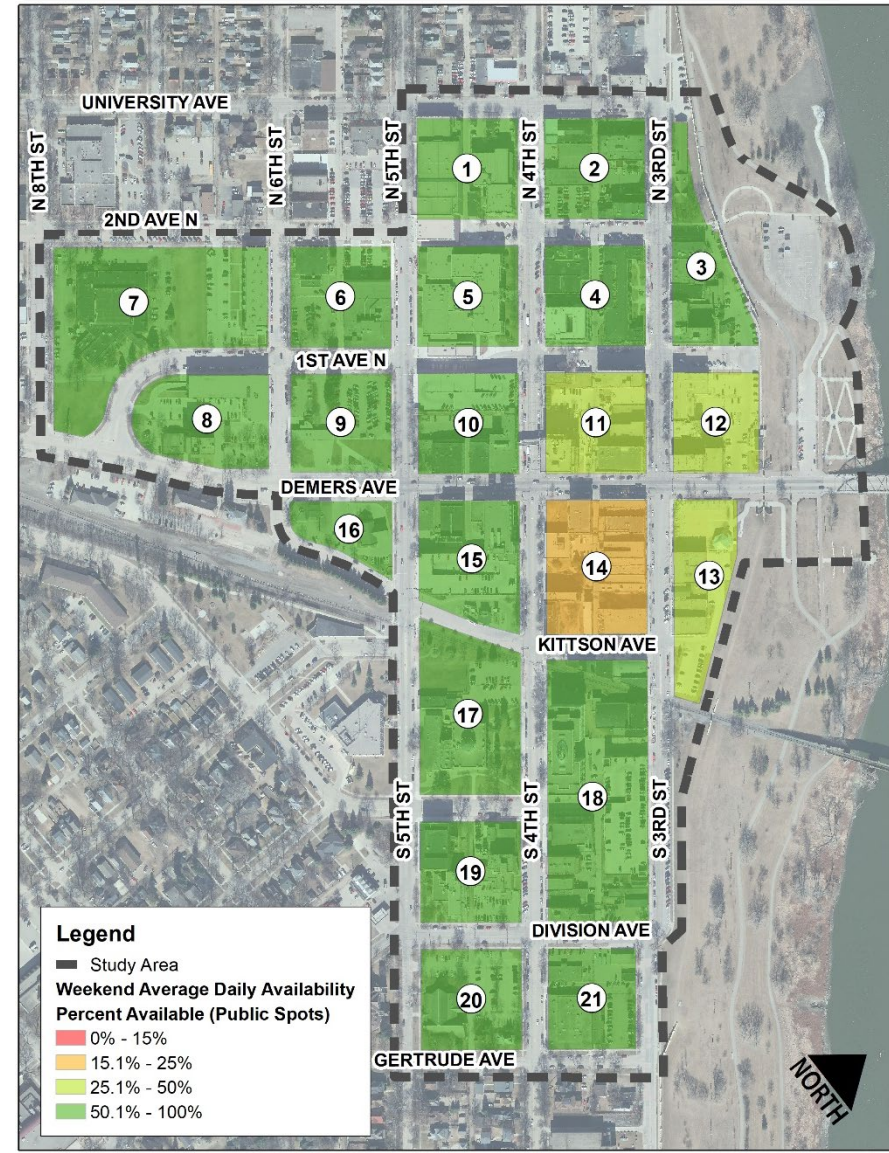 UNIVERSITY AVE
N 8TH ST
N 6TH ST
N 5TH ST
N 4TH ST
N 3RD ST
1
2
2ND AVE N
3
7
6
5
4
1ST AVE N
8
9
10
11
12
DEMERS AVE
16
15
14
13
KITTSON AVE
17
18
S 5TH ST
S 4TH ST
S 3RD ST
19
DIVISION AVE
20
21
GERTRUDE AVE
Legend
Study Area
Weekend Average Daily Availability
Percent Available (Public Spots)
0% - 15%
15.1% - 25%
25.1% - 50%
50.1% - 100%
NORTH